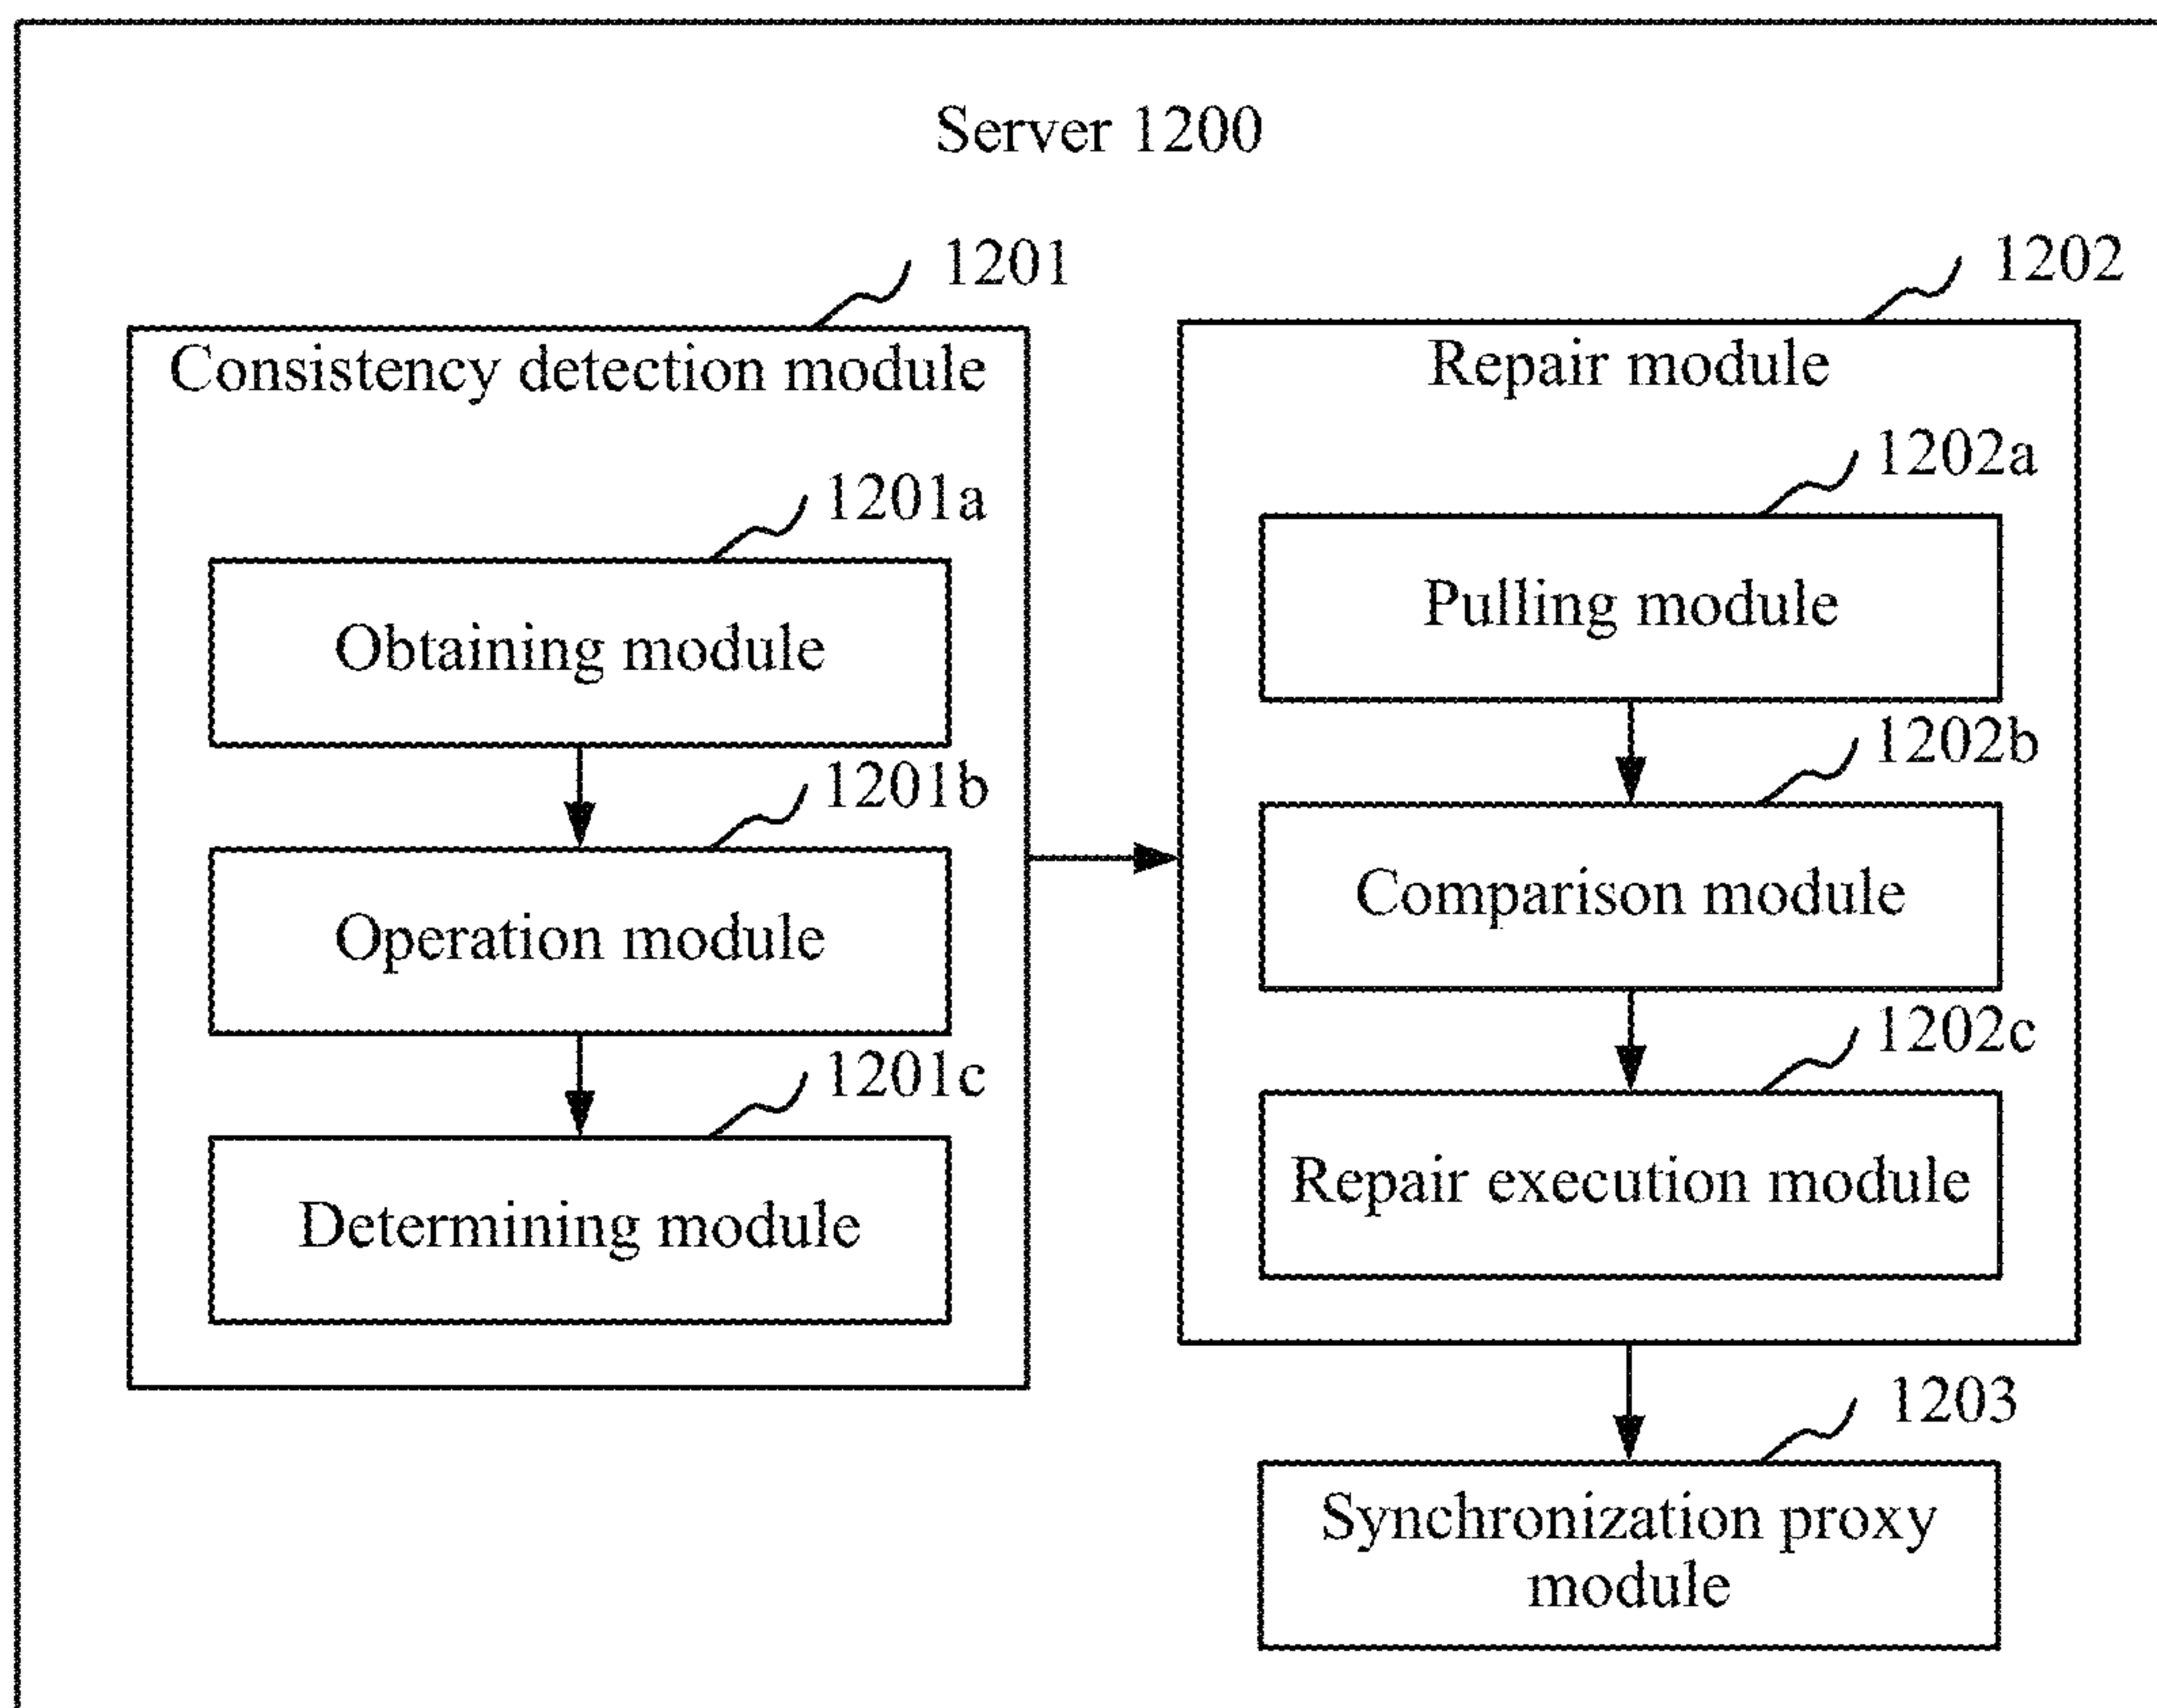 Server 1200
1201
Consistency detection module
1201a
Obtaining module
1201b
Operation module
1201c
Determining module
1202
Repair module
1202a
Pulling module
1202b
Comparison module
1202c
Repair execution module
1203
Synchronization proxy
module